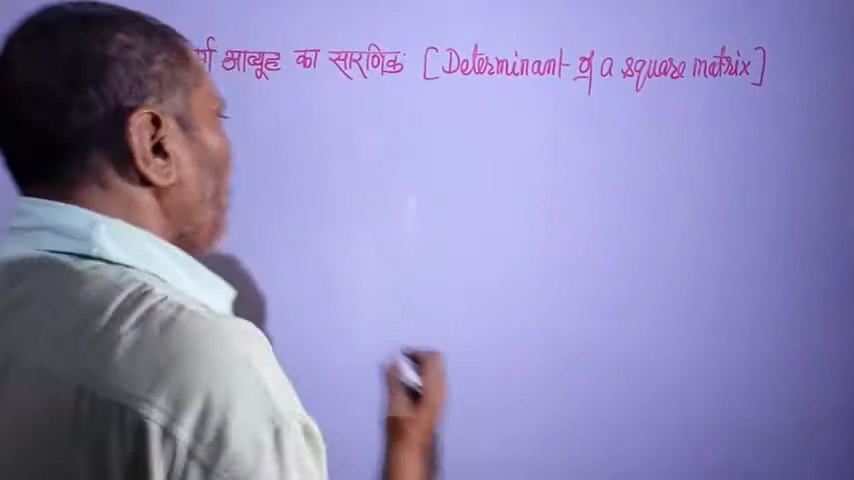 आव्यूह का सारणिक [Determinant of a square matrix]